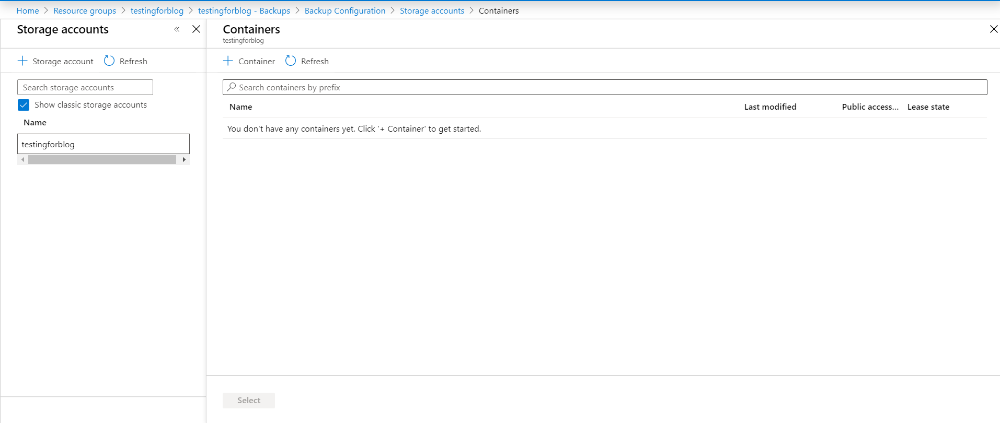 Home > Resource groups > testingforblog > testingforblog - Backups > Backup Configuration > Storage accounts > Containers
Storage accounts
Storage account Refresh
Search storage accounts
Show classic storage accounts
Name
testingforblog
Containers
testingforblog
Container Refresh
Search containers by prefix
Name Last modified Public access... Lease state
You don't have any containers yet. Click '+ Container' to get started.
Select